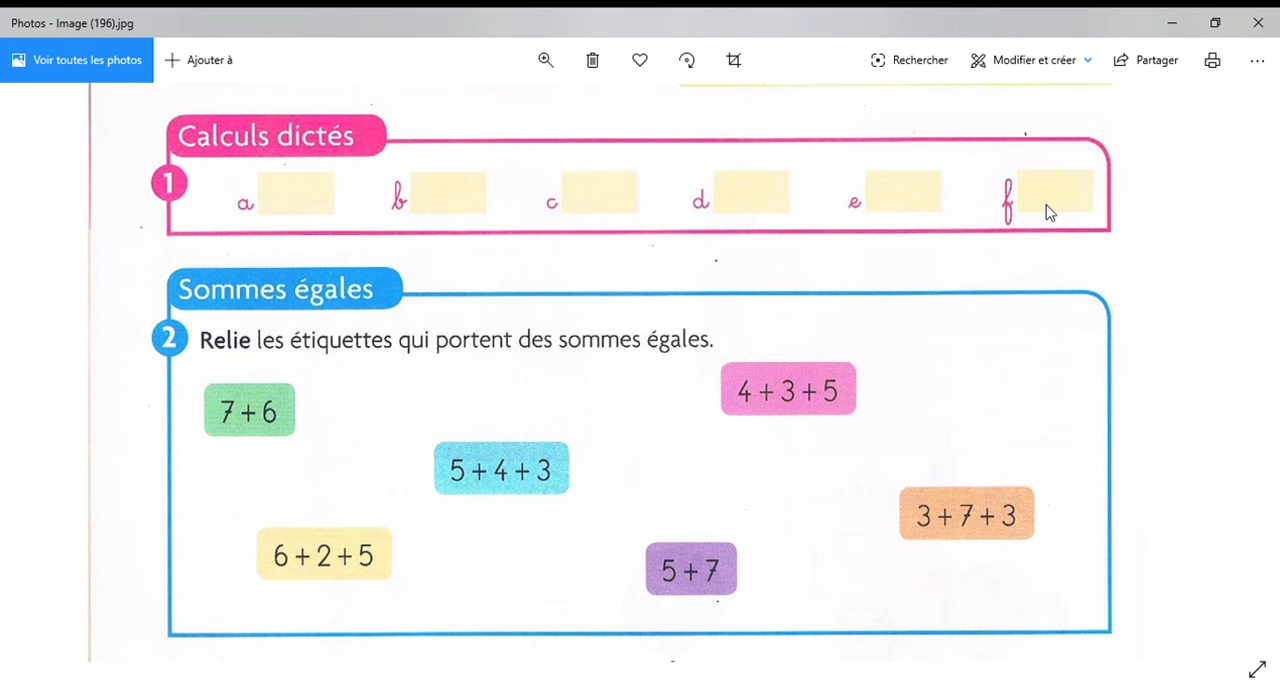 Photos - Image (196).jpg
Voir toutes les photos
Ajouter à
Rechercher
Modifier et créer
Partager
Calculs dictés
1
a b c d e f
Sommes égales
2 Relie les étiquettes qui portent des sommes égales.
4 + 3 + 5
7 + 6
5 + 4 + 3
3 + 7 + 3
6 + 2 + 5
5 + 7